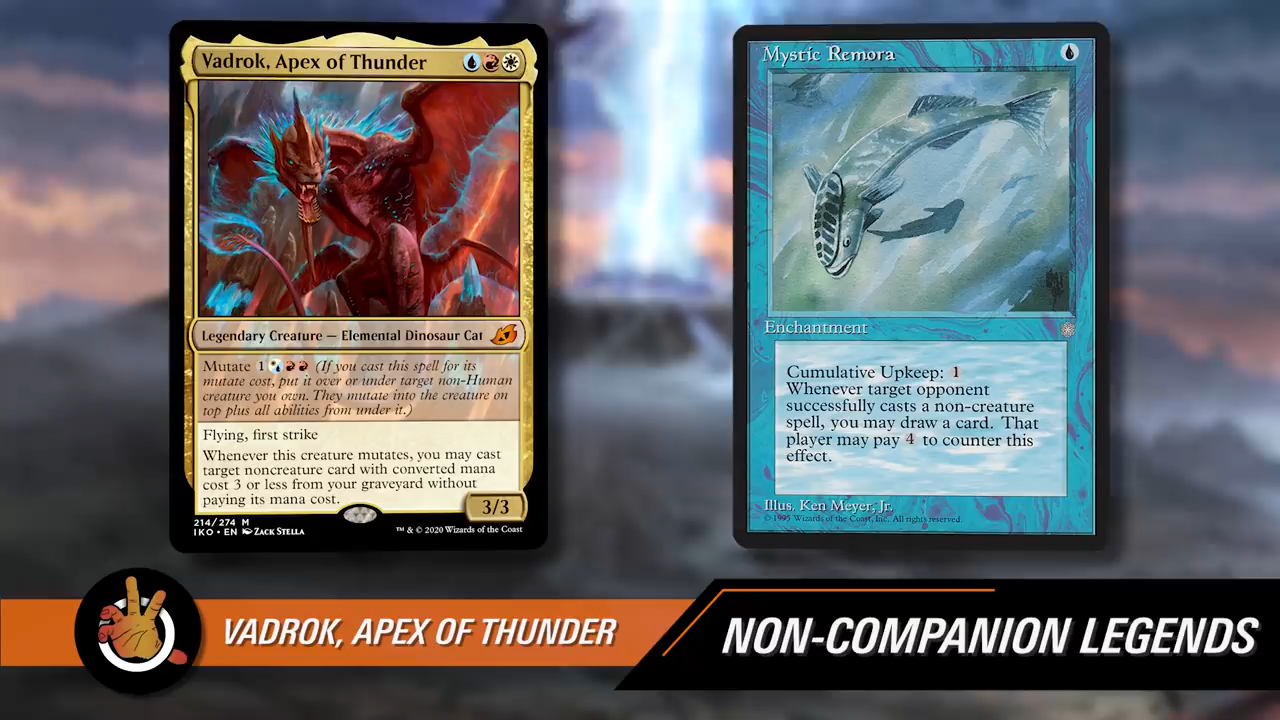 Vadrok, Apex of Thunder
Legendary Creature — Elemental Dinosaur Cat
Mutate 1 (If you cast this spell for its
mutate cost, put it over or under target non-Human
creature you own. They mutate into the creature on
top plus all abilities from under it.)
Flying, first strike
Whenever this creature mutates, you may cast
target noncreature card with converted mana
cost 3 or less from your graveyard without
paying its mana cost.
3/3
214/274 M
IKO • EN ZACK STELLA
™ & © 2020 Wizards of the Coast
Mystic Remora
Enchantment
Cumulative Upkeep: 1
Whenever target opponent
successfully casts a non-creature
spell, you may draw a card. That
player may pay 4 to counter this
effect.
Illus. Ken Meyer, Jr.
© 1995 Wizards of the Coast, Inc. All rights reserved.
VADROK, APEX OF THUNDER
NON-COMPANION LEGENDS